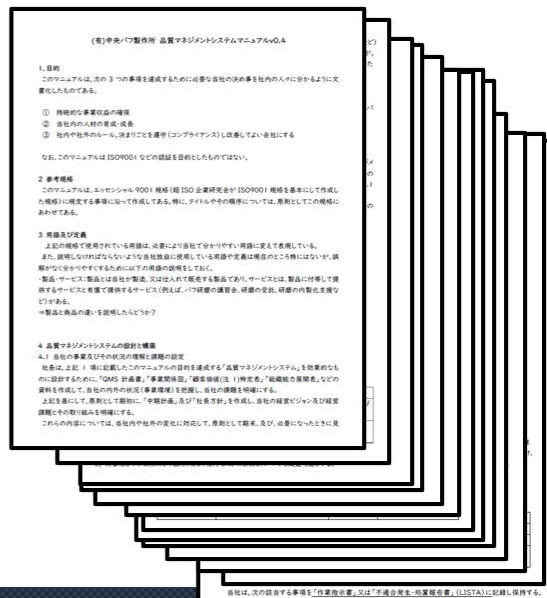 (有)中央バフ製作所 品質マネジメントシステムマニュアルv0.4
1.目的
このマニュアルは、次の 3 つの事項を達成するために必要な当社の決め事を社内の人々に分かるように文
書化したものである。
① 持続的な事業収益の確保
② 当社内の人材の育成・成長
③ 社内や社外のルール、決まりごとを遵守(コンプライアンス)し改善してよい会社にする
なお、このマニュアルは ISO9001 などの認証を目的としたものではない。
2 参考規格
このマニュアルは、エッセンシャル 9001 規格(超 ISO 企業研究会が ISO9001 規格を基本にして作成し
た規格)に規定する事項に沿って作成してある。特に、タイトルやその順序については、原則としてこの規格に
あわせてある。
3 用語及び定義
上記の規格で使用されている用語は、必要により当社で分かりやすい用語に変えて表現している。
また、説明しなければならないような当社独自に使用している用語や定義は現在のところ特にはないが、誤
解がなく分かりやすくするために以下の用語の説明をしておく。
・製品・サービス:製品とは当社が製造、又は仕入れて販売する製品であり、サービスとは、製品に付帯して提
供するサービスと有償で提供するサービス(例えば、バフ研磨の講習会、研磨の受託、研磨の内製化支援な
ど)がある。
⇒製品と商品の違いを説明したらどうか?
4 品質マネジメントシステムの設計と構築
4.1 当社の事業及びその状況の理解と課題の設定
社長は、上記 1 項に記載したこのマニュアルの目的を達成する「品質マネジメントシステム」を効果的なも
のに設計するために、「QMS 計画書」「事業関係図」「顧客価値(注 1)特定表」「組織能力展開表」などの
資料を作成して、当社の内外の状況(事業環境)を把握し、当社の課題を明確にする。
上記を基にして、原則として期初に、「中期計画」及び「社長方針」を作成し、当社の経営ビジョン及び経営
課題とその取り組みを明確にする。
これらの内容については、当社内や社外の変化に対応して、原則として期末、及び、必要になったときに見
当社は、次の該当する事項を「作業指示書」又は「不適合発生・処置報告書」(LISTA)に記録し保持する。